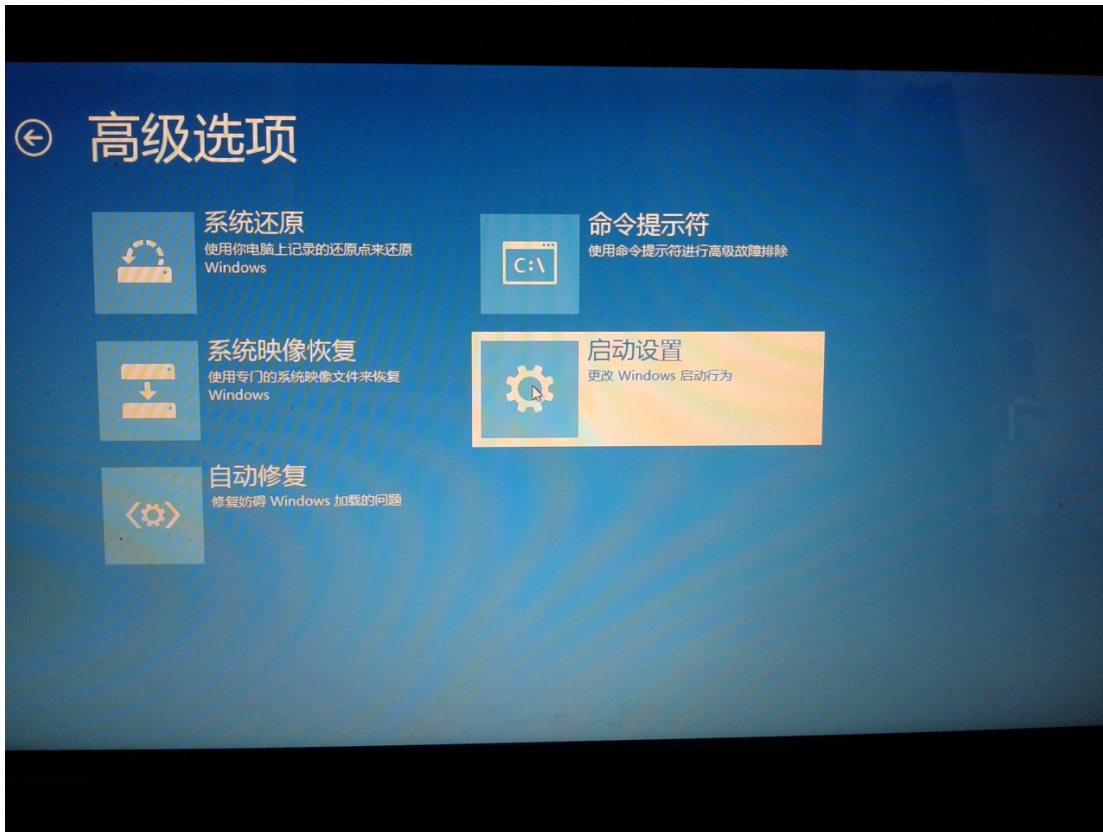 高级选项
系统还原
使用你电脑上记录的还原点来还原
Windows
命令提示符
使用命令提示符进行高级故障排除
C:\
系统映像恢复
使用专门的系统映像文件来恢复
Windows
启动设置
更改 Windows 启动行为
自动修复
修复妨碍 Windows 加载的问题